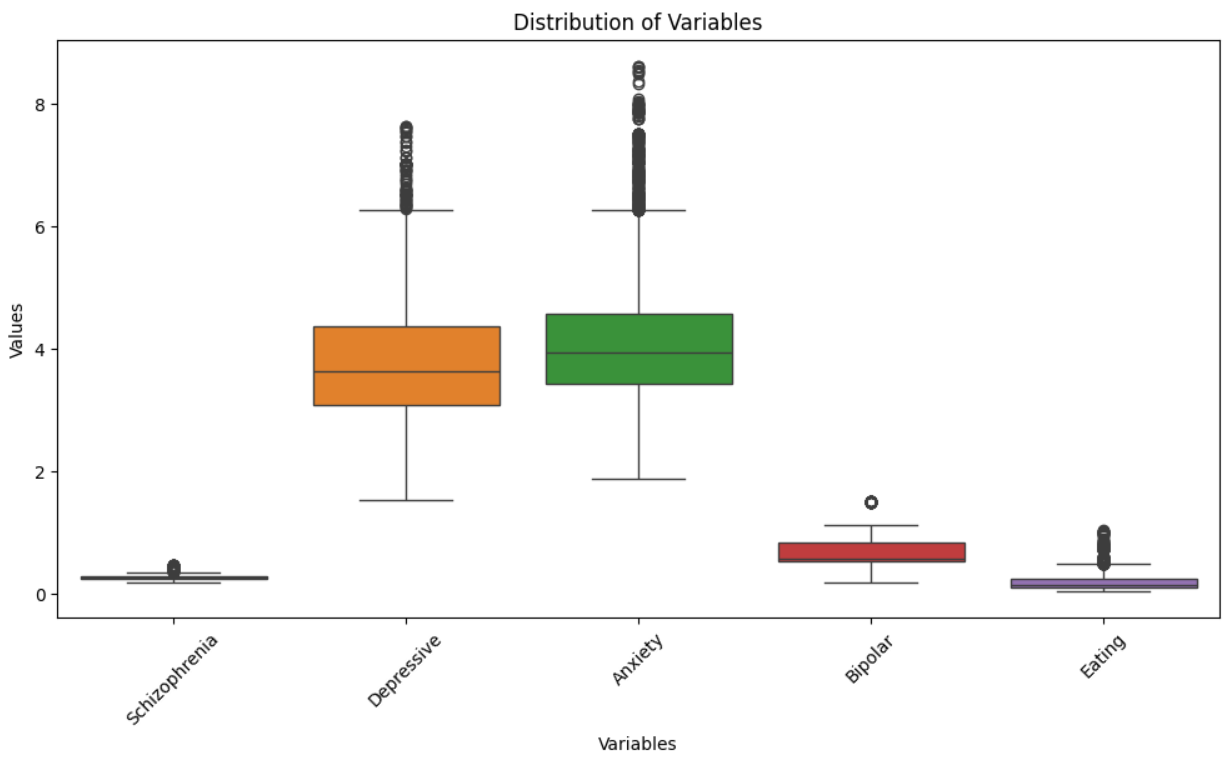 Distribution of Variables
Values
8
6
4
2
0
Schizophrenia
Depressive
Anxiety
Bipolar
Eating
Variables